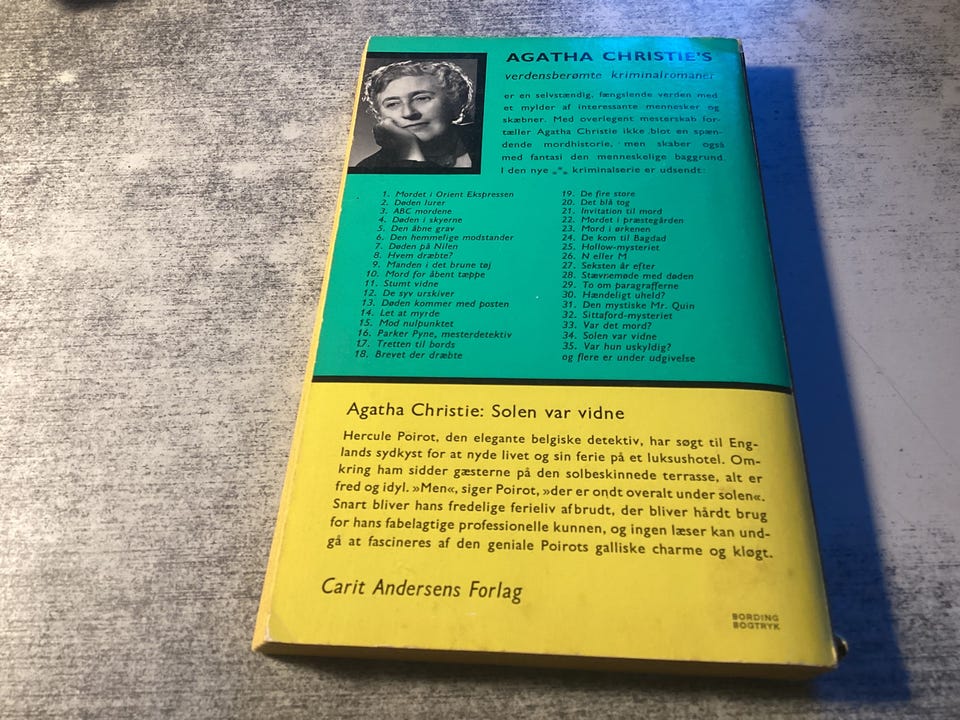 AGATHA CHRISTIE'S
verdensberømte kriminalromaner
er en selvstændig, fængslende verden med
et mylder af interessante mennesker og
skæbner. Med overlegent mesterskab for-
tæller Agatha Christie ikke blot en spæn-
dende mordhistorie, men skaber også
med fantasi den menneskelige baggrund.
I den nye *** kriminalserie er udsendt:
1. Mordet i Orient Ekspressen
2. Døden lurer
3. ABC mordene
4. Døden i skyerne
5. Den åbne grav
6. Den hemmelige modstander
7. Døden på Nilen
8. Hvem dræbte?
9. Manden i det brune tøj
10. Mord for åbent tæppe
11. Stumt vidne
12. De syv urskiver
13. Døden kommer med posten
14. Let at myrde
15. Mod nulpunktet
16. Parker Pyne, mesterdetektiv
17. Tretten til bords
18. Brevet der dræbte
19. De fire store
20. Det blå tog
21. Invitation til mord
22. Mordet i præstegården
23. Mord i ørkenen
24. De kom til Bagdad
25. Hollow-mysteriet
26. N eller M
27. Seksten år efter
28. Stævnemøde med døden
29. To om paragrafferne
30. Hændeligt uheld?
31. Den mystiske Mr. Quin
32. Sittaford-mysteriet
33. Var det mord?
34. Solen var vidne
35. Var hun uskyldig?
og flere er under udgivelse
Agatha Christie: Solen var vidne
Hercule Poirot, den elegante belgiske detektiv, har søgt til Eng-
lands sydkyst for at nyde livet og sin ferie på et luksushotel. Om-
kring ham sidder gæsterne på den solbeskinnede terrasse, alt er
fred og idyl. »Men«, siger Poirot, »der er ondt overalt under solen«.
Snart bliver hans fredelige ferieliv afbrudt, der bliver hårdt brug
for hans fabelagtige professionelle kunnen, og ingen læser kan und-
gå at fascineres af den geniale Poirots galliske charme og kløgt.
Carit Andersens Forlag
BORDING
BOGTRYK